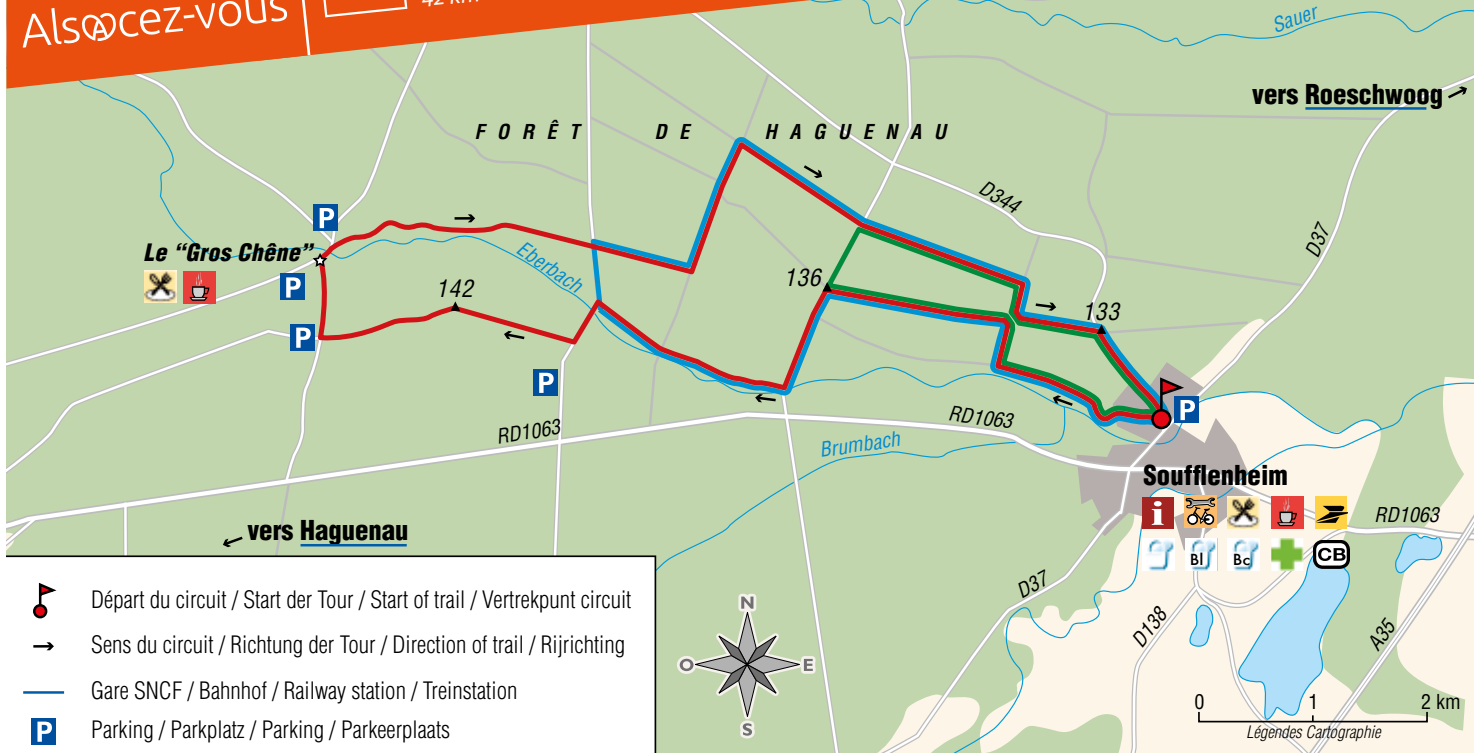 Alsacez-vous
42 km
Sauer
vers Roeschwoog
FORÊT DE HAGUENAU
D344
D37
P
Le “Gros Chêne”
Eberbach
P
142
136
133
P
P
P
RD1063
RD1063
Brumbach
Soufflenheim
i
RD1063
Bl
Bc
CB
vers Haguenau
D37
D138
A35
Départ du circuit / Start der Tour / Start of trail / Vertrekpunt circuit
Sens du circuit / Richtung der Tour / Direction of trail / Rijrichting
Gare SNCF / Bahnhof / Railway station / Treinstation
P Parking / Parkplatz / Parking / Parkeerplaats
N
O E
S
0 1 2 km
Légendes Cartographie